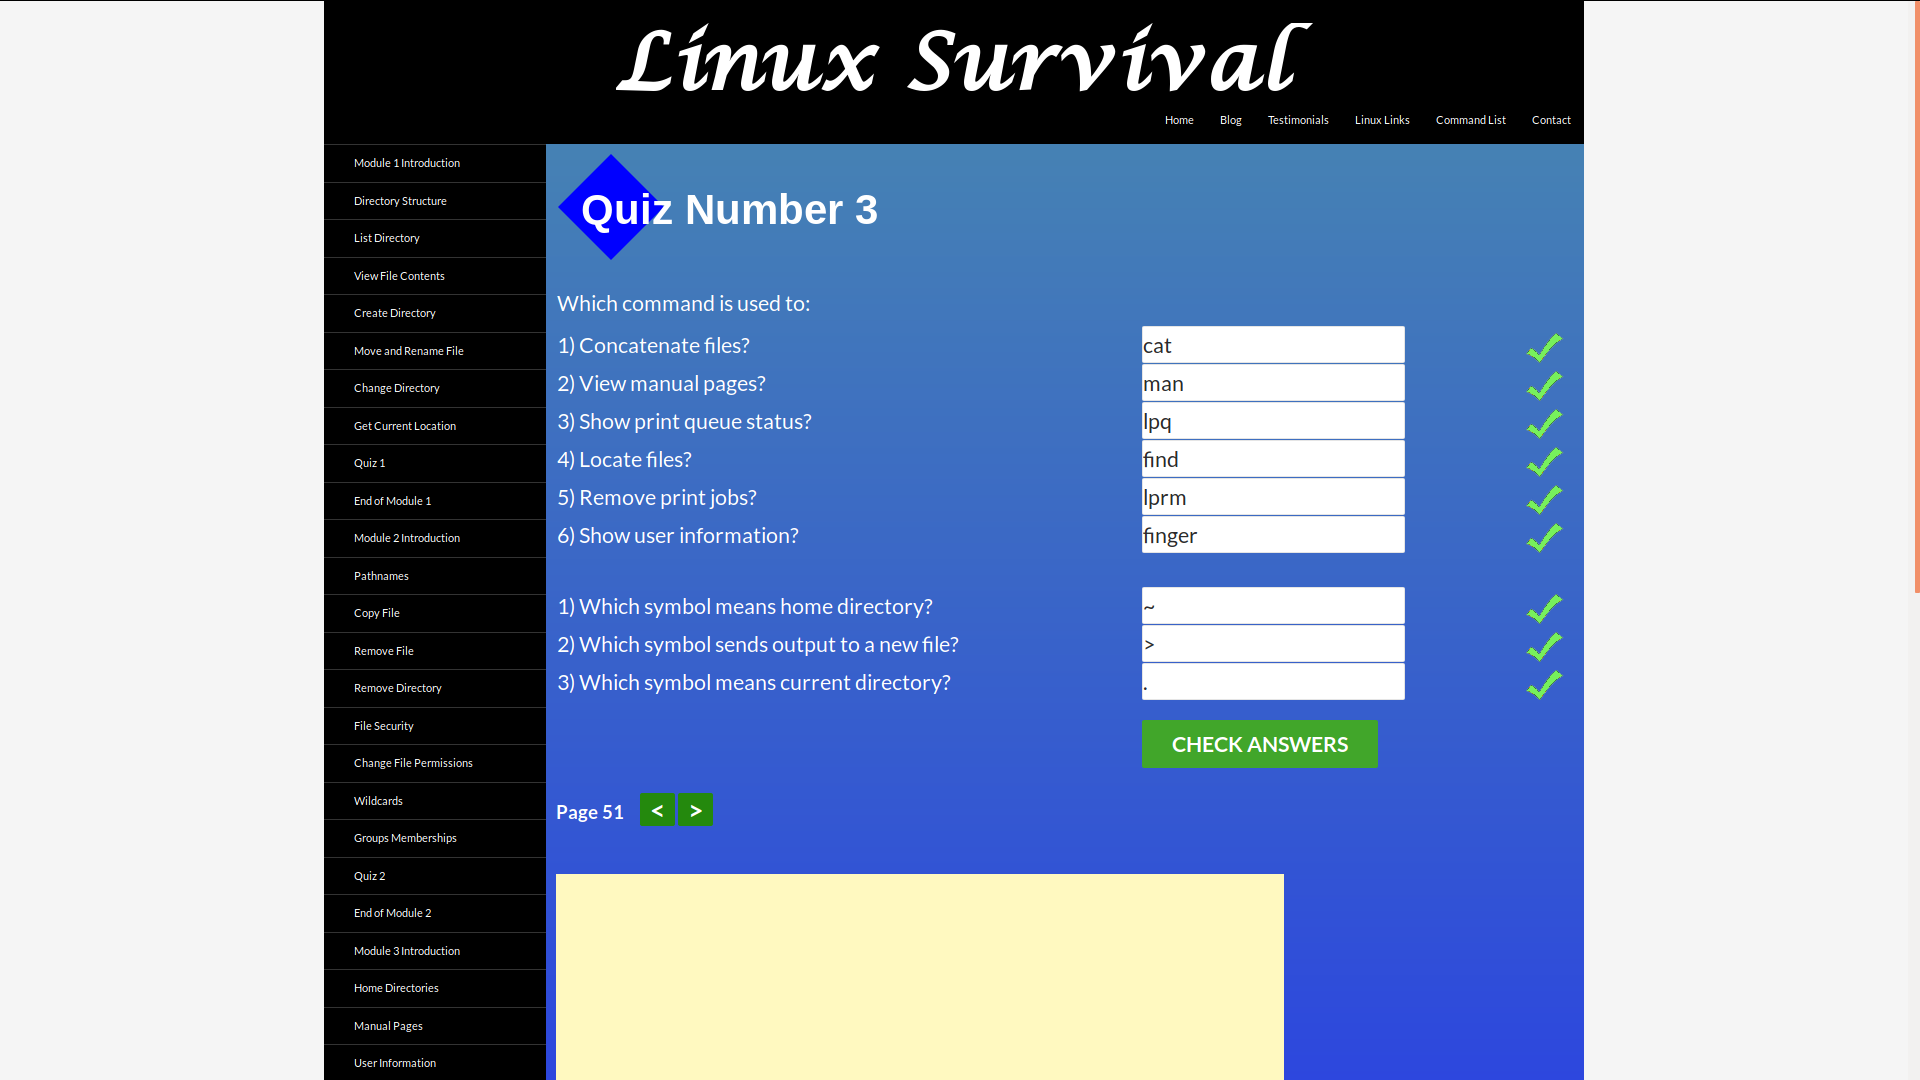 Linux Survival
Home Blog Testimonials Linux Links Command List Contact
Module 1 Introduction
Directory Structure
List Directory
View File Contents
Create Directory
Move and Rename File
Change Directory
Get Current Location
Quiz 1
End of Module 1
Module 2 Introduction
Pathnames
Copy File
Remove File
Remove Directory
File Security
Change File Permissions
Wildcards
Groups Memberships
Quiz 2
End of Module 2
Module 3 Introduction
Home Directories
Manual Pages
User Information
Quiz Number 3
Which command is used to:
1) Concatenate files? cat
2) View manual pages? man
3) Show print queue status? lpq
4) Locate files? find
5) Remove print jobs? lprm
6) Show user information? finger
1) Which symbol means home directory? ~
2) Which symbol sends output to a new file? >
3) Which symbol means current directory? .
CHECK ANSWERS
Page 51 < >